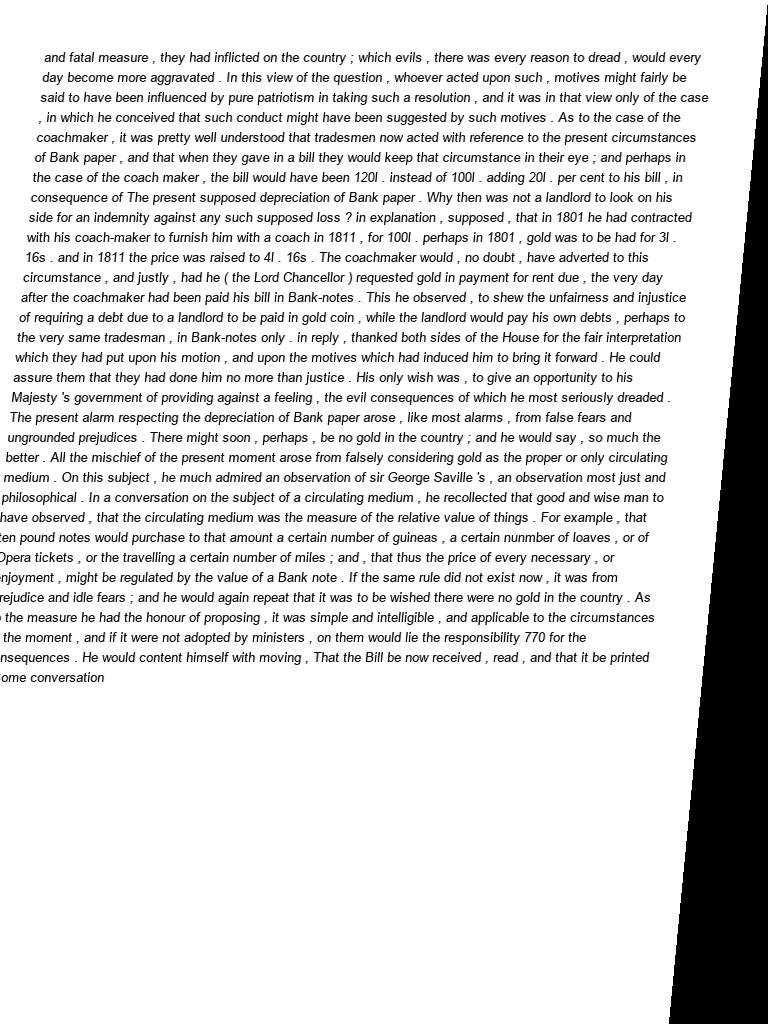 and fatal measure , they had inflicted on the country ; which evils , there was every reason to dread , would every
day become more aggravated . In this view of the question , whoever acted upon such , motives might fairly be
said to have been influenced by pure patriotism in taking such a resolution , and it was in that view only of the case
, in which he conceived that such conduct might have been suggested by such motives . As to the case of the
coachmaker , it was pretty well understood that tradesmen now acted with reference to the present circumstances
of Bank paper , and that when they gave in a bill they would keep that circumstance in their eye ; and perhaps in
the case of the coach maker , the bill would have been 120l . instead of 100l . adding 20l . per cent to his bill , in
consequence of The present supposed depreciation of Bank paper . Why then was not a landlord to look on his
side for an indemnity against any such supposed loss ? in explanation , supposed , that in 1801 he had contracted
with his coach-maker to furnish him with a coach in 1811 , for 100l . perhaps in 1801 , gold was to be had for 3l .
16s . and in 1811 the price was raised to 4l . 16s . The coachmaker would , no doubt , have adverted to this
circumstance , and justly , had he ( the Lord Chancellor ) requested gold in payment for rent due , the very day
after the coachmaker had been paid his bill in Bank-notes . This he observed , to shew the unfairness and injustice
of requiring a debt due to a landlord to be paid in gold coin , while the landlord would pay his own debts , perhaps to
the very same tradesman , in Bank-notes only . in reply , thanked both sides of the House for the fair interpretation
which they had put upon his motion , and upon the motives which had induced him to bring it forward . He could
assure them that they had done him no more than justice . His only wish was , to give an opportunity to his
Majesty 's government of providing against a feeling , the evil consequences of which he most seriously dreaded .
The present alarm respecting the depreciation of Bank paper arose , like most alarms , from false fears and
ungrounded prejudices . There might soon , perhaps , be no gold in the country ; and he would say , so much the
better . All the mischief of the present moment arose from falsely considering gold as the proper or only circulating
medium . On this subject , he much admired an observation of sir George Saville 's , an observation most just and
philosophical . In a conversation on the subject of a circulating medium , he recollected that good and wise man to
have observed , that the circulating medium was the measure of the relative value of things . For example , that
ten pound notes would purchase to that amount a certain number of guineas , a certain nunmber of loaves , or of
Opera tickets , or the travelling a certain number of miles ; and , that thus the price of every necessary , or
enjoyment , might be regulated by the value of a Bank note . If the same rule did not exist now , it was from
rejudice and idle fears ; and he would again repeat that it was to be wished there were no gold in the country . As
the measure he had the honour of proposing , it was simple and intelligible , and applicable to the circumstances
the moment , and if it were not adopted by ministers , on them would lie the responsibility 770 for the
nsequences . He would content himself with moving , That the Bill be now received , read , and that it be printed
Some conversation